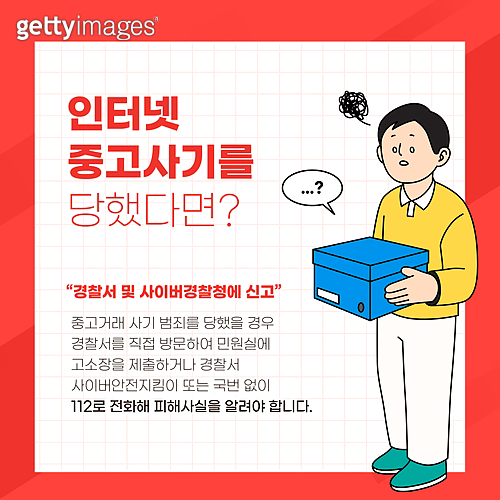 gettyimages
인터넷
중고사기를
당했다면?
...?
“경찰서 및 사이버경찰청에 신고”
중고거래 사기 범죄를 당했을 경우
경찰서를 직접 방문하여 민원실에
고소장을 제출하거나 경찰서
사이버안전지킴이 또는 국번 없이
112로 전화해 피해사실을 알려야 합니다.